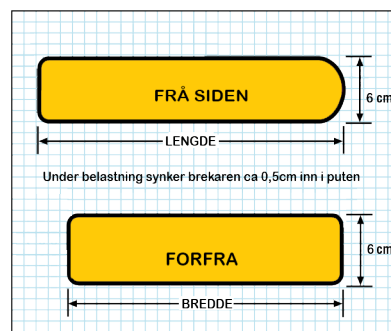 FRÅ SIDEN
6 cm
LENGDE
Under belastning synker brekaren ca 0,5cm inn i puten
FORFRA
6 cm
BREDDE